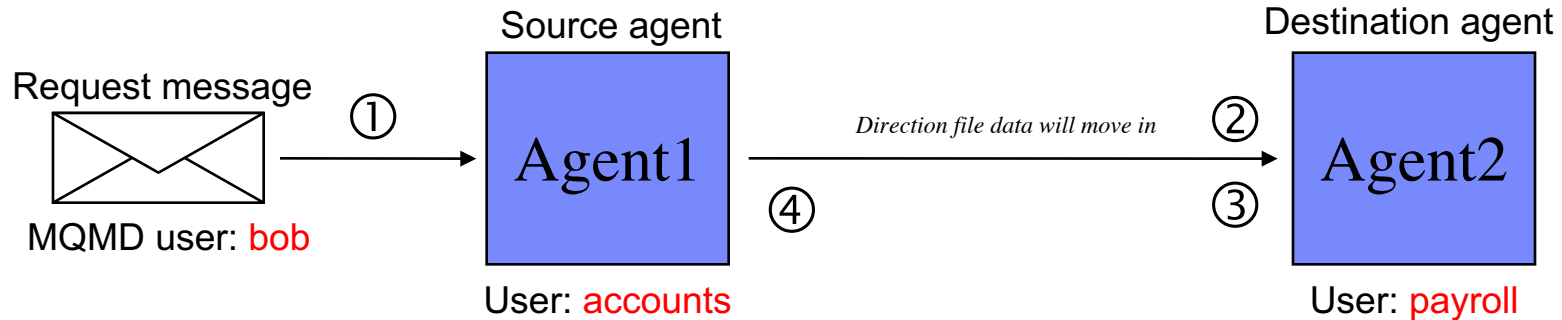 Request message
MQMD user: bob
①
Source agent
Agent1
User: accounts
④
Direction file data will move in
②
③
Destination agent
Agent2
User: payroll